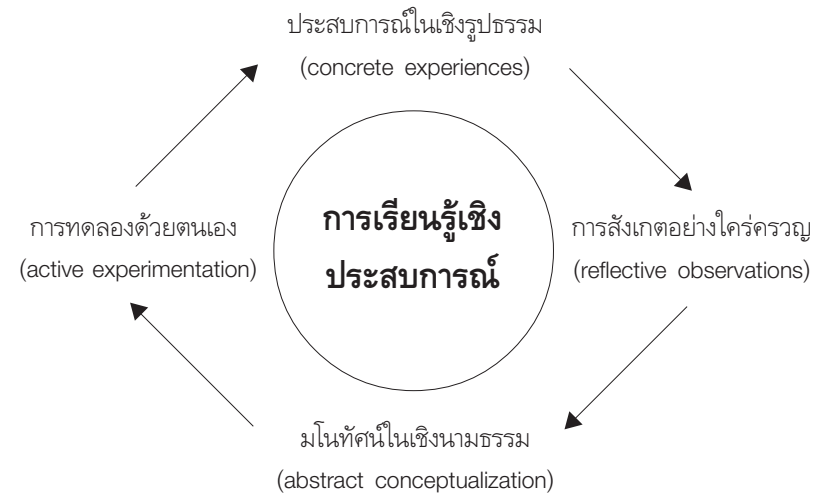 ประสบการณ์ในเชิงรูปธรรม
(concrete experiences)
การทดลองด้วยตนเอง
(active experimentation)
การเรียนรู้เชิง
ประสบการณ์
การสังเกตอย่างใคร่ครวญ
(reflective observations)
มโนทัศน์ในเชิงนามธรรม
(abstract conceptualization)